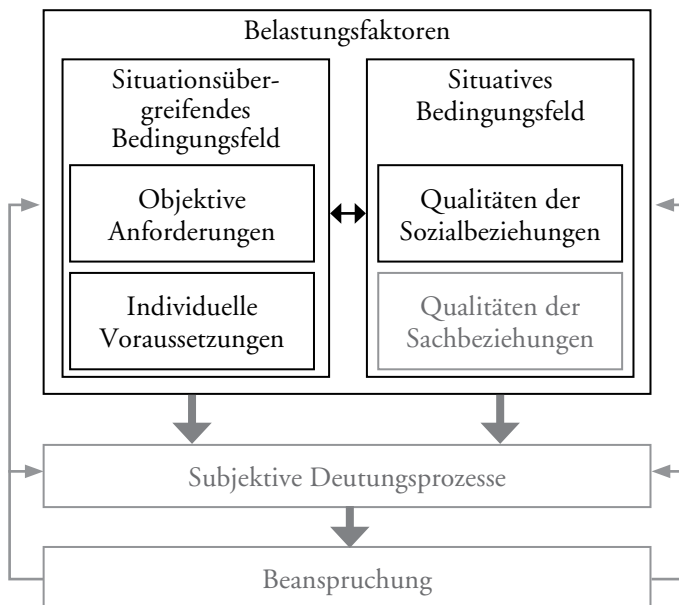 Belastungsfaktoren
Situationsüber-
greifendes
Bedingungsfeld
Objektive
Anforderungen
Individuelle
Voraussetzungen
Situatives
Bedingungsfeld
Qualitäten der
Sozialbeziehungen
Qualitäten der
Sachbeziehungen
Subjektive Deutungsprozesse
Beanspruchung